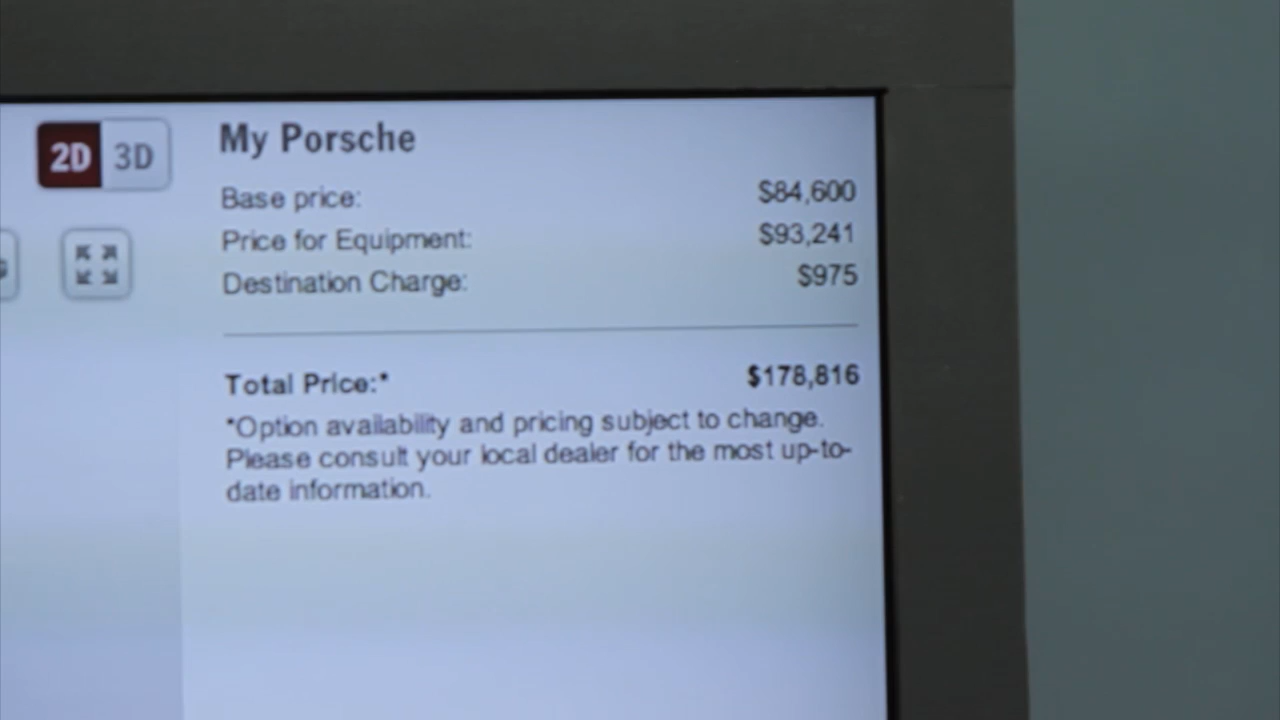 2D 3D
My Porsche
Base price: $84,600
Price for Equipment: $93,241
Destination Charge: $975
Total Price:* $178,816
*Option availability and pricing subject to change.
Please consult your local dealer for the most up-to-
date information.